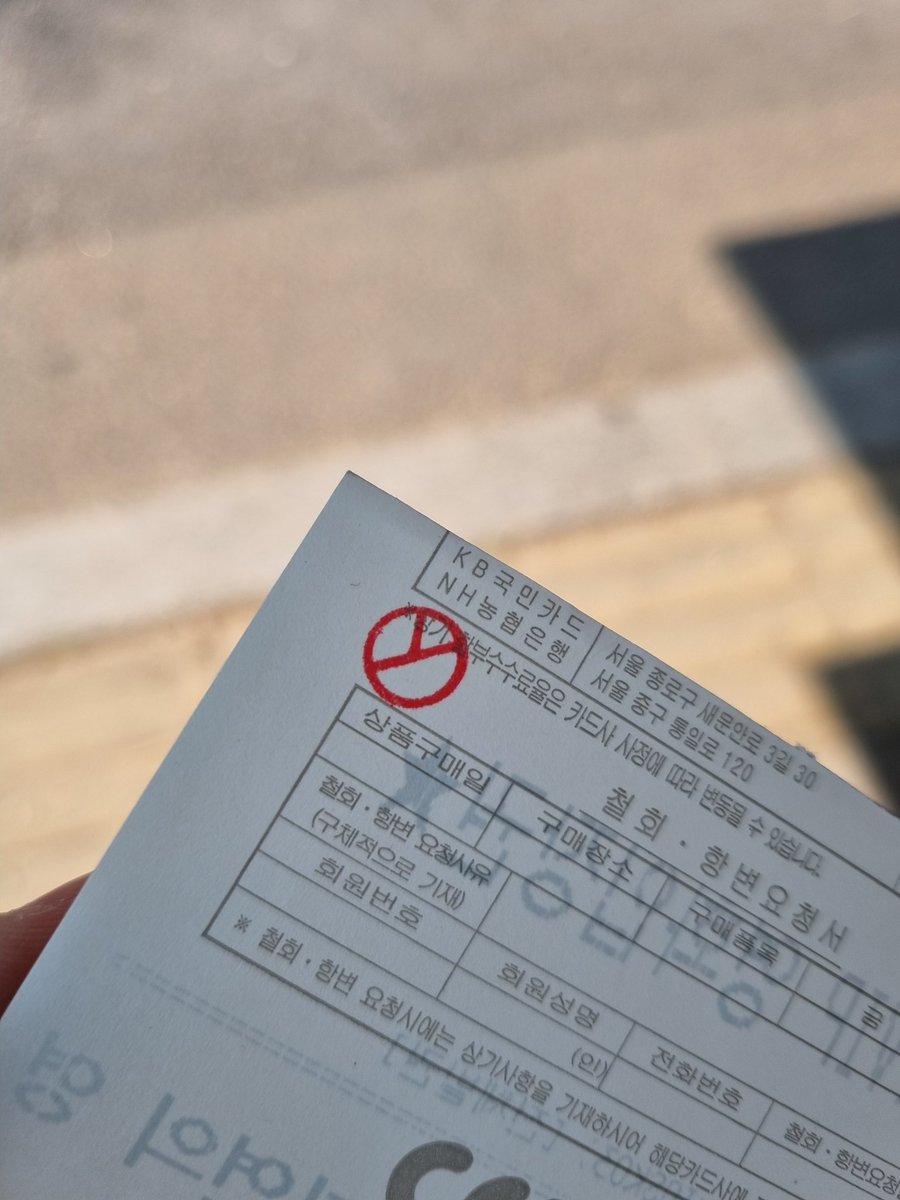 KB국민카드 서울 종로구 새문안로 3길 30
NH농협은행 서울 중구 통일로 120
※상기 할부수수료율은 카드사 사정에 따라 변동될 수 있습니다.
철회 · 항변요청서
상품구매일 구매장소 구매품목
철회 · 항변 요청사유
(구체적으로 기재)
회원번호 회원성명 (인) 전화번호 철회 · 항변요청
※ 철회 · 항변 요청시에는 상기사항을 기재하시어 해당카드사에